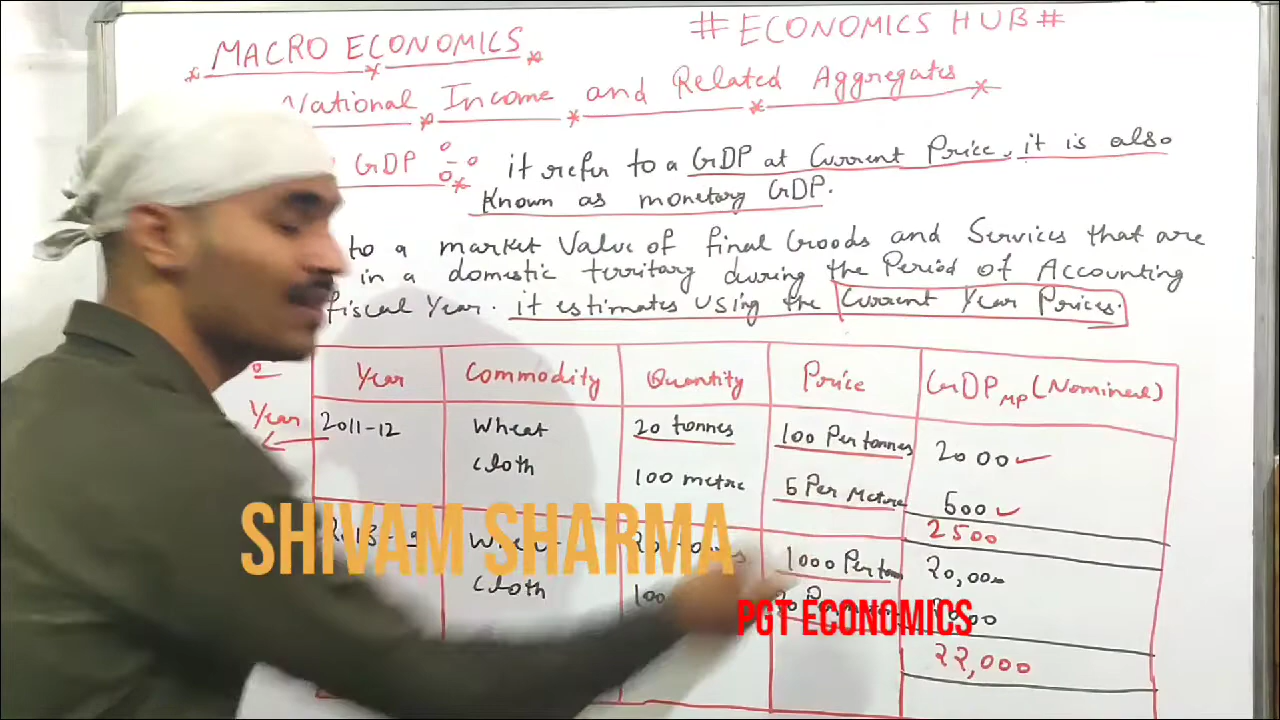 MACRO ECONOMICS
#ECONOMICS HUB#
National Income and Related Aggregates
GDP it refer to a GDP at Current Price, it is also
Known as monetary GDP.
to a market Value of final Goods and Services that are
in a domestic territory during the Period of Accounting
fiscal Year. it estimates using the Current Year Prices.
Year Commodity Quantity Price GDPMP (Nominal)
Year 2011-12 Wheat 20 tonnes 100 Per tonnes 2000
Cloth 100 metre 5 Per Metre 500
2500
SHIVAM SHARMA
1000 Per 20,000
Cloth 100
PGT ECONOMICS
22,000